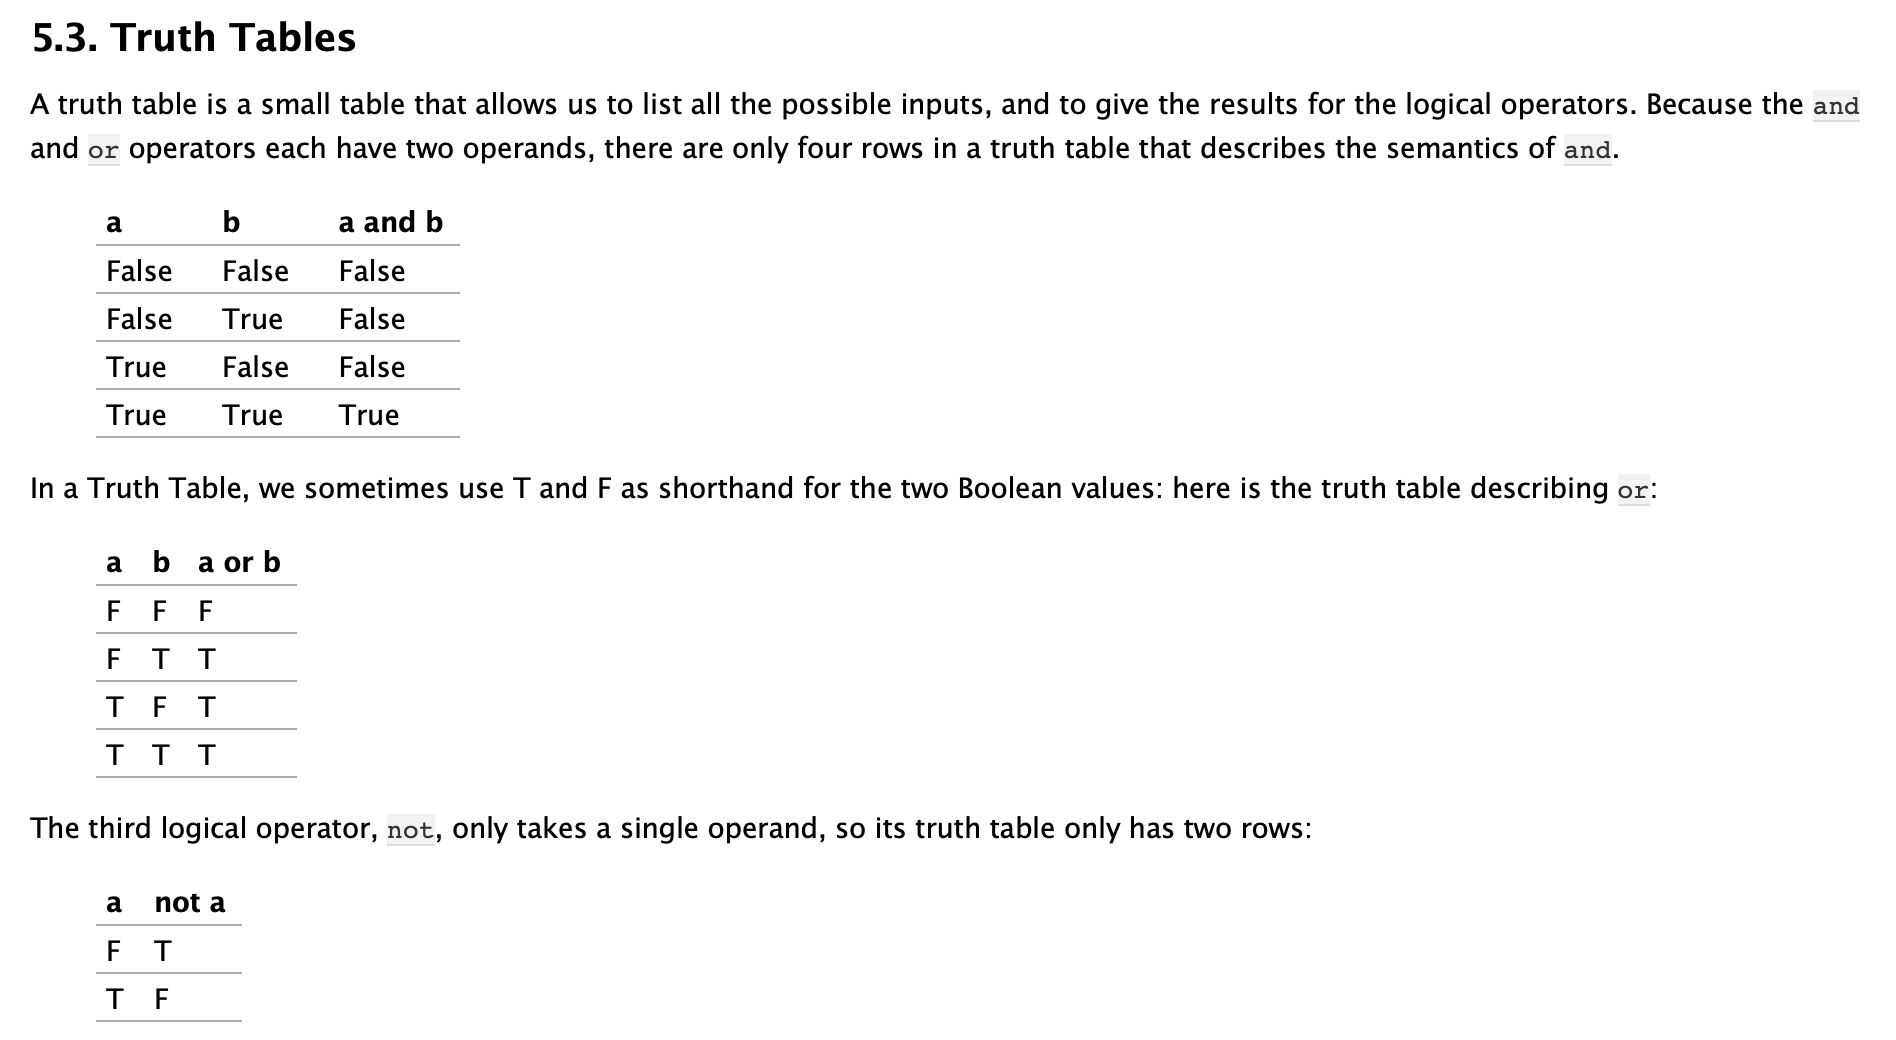 5.3. Truth Tables
A truth table is a small table that allows us to list all the possible inputs, and to give the results for the logical operators. Because the and
and or operators each have two operands, there are only four rows in a truth table that describes the semantics of and.
a b a and b
False False False
False True False
True False False
True True True
In a Truth Table, we sometimes use T and F as shorthand for the two Boolean values: here is the truth table describing or:
a b a or b
F F F
F T T
T F T
T T T
The third logical operator, not, only takes a single operand, so its truth table only has two rows:
a not a
F T
T F